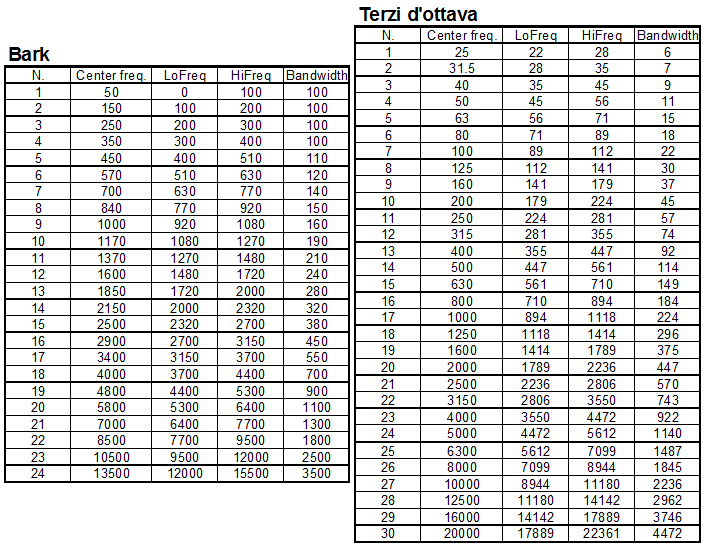 Bark
N. Center freq. LoFreq HiFreq Bandwidth
1 50 0 100 100
2 150 100 200 100
3 250 200 300 100
4 350 300 400 100
5 450 400 510 110
6 570 510 630 120
7 700 630 770 140
8 840 770 920 150
9 1000 920 1080 160
10 1170 1080 1270 190
11 1370 1270 1480 210
12 1600 1480 1720 240
13 1850 1720 2000 280
14 2150 2000 2320 320
15 2500 2320 2700 380
16 2900 2700 3150 450
17 3400 3150 3700 550
18 4000 3700 4400 700
19 4800 4400 5300 900
20 5800 5300 6400 1100
21 7000 6400 7700 1300
22 8500 7700 9500 1800
23 10500 9500 12000 2500
24 13500 12000 15500 3500
Terzi d'ottava
N. Center freq. LoFreq HiFreq Bandwidth
1 25 22 28 6
2 31.5 28 35 7
3 40 35 45 9
4 50 45 56 11
5 63 56 71 15
6 80 71 89 18
7 100 89 112 22
8 125 112 141 30
9 160 141 179 37
10 200 179 224 45
11 250 224 281 57
12 315 281 355 74
13 400 355 447 92
14 500 447 561 114
15 630 561 710 149
16 800 710 894 184
17 1000 894 1118 224
18 1250 1118 1414 296
19 1600 1414 1789 375
20 2000 1789 2236 447
21 2500 2236 2806 570
22 3150 2806 3550 743
23 4000 3550 4472 922
24 5000 4472 5612 1140
25 6300 5612 7099 1487
26 8000 7099 8944 1845
27 10000 8944 11180 2236
28 12500 11180 14142 2962
29 16000 14142 17889 3746
30 20000 17889 22361 4472